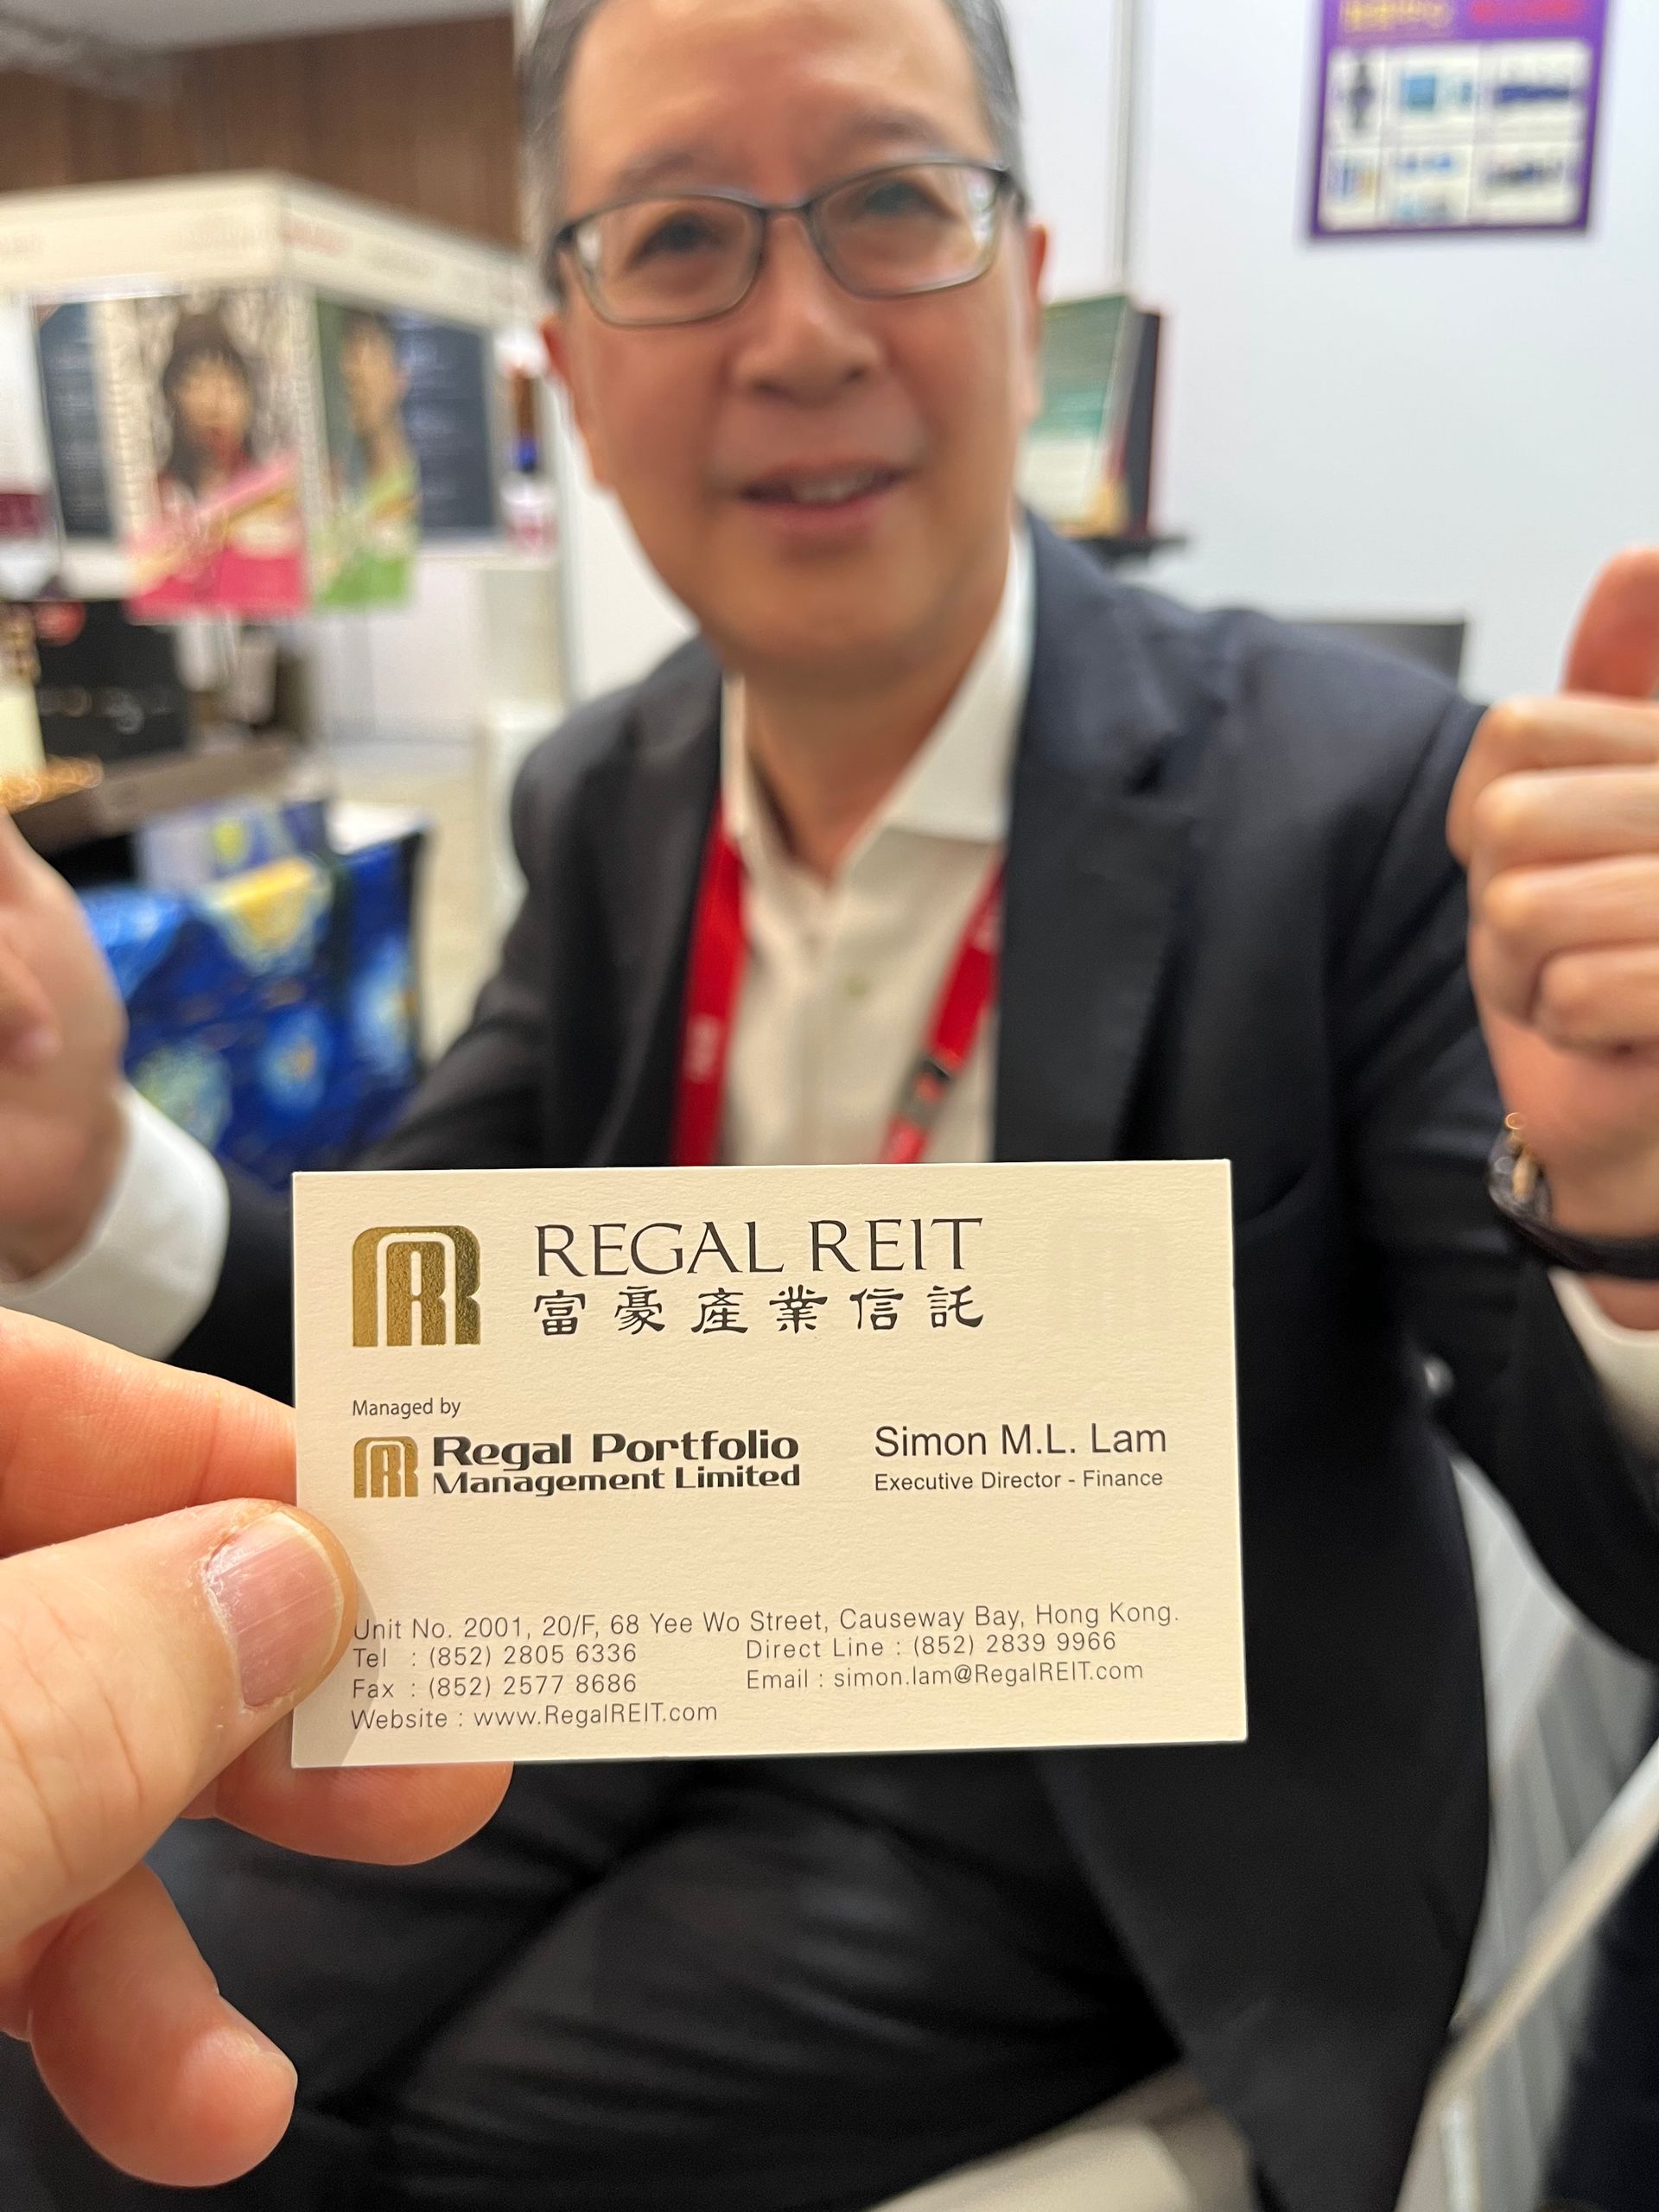 REGAL REIT
富豪產業信託
Managed by
Regal Portfolio
Management Limited
Simon M.L. Lam
Executive Director - Finance
Unit No. 2001, 20/F, 68 Yee Wo Street, Causeway Bay, Hong Kong.
Tel : (852) 2805 6336
Direct Line : (852) 2839 9966
Fax : (852) 2577 8686
Email : simon.lam@RegalREIT.com
Website : www.RegalREIT.com